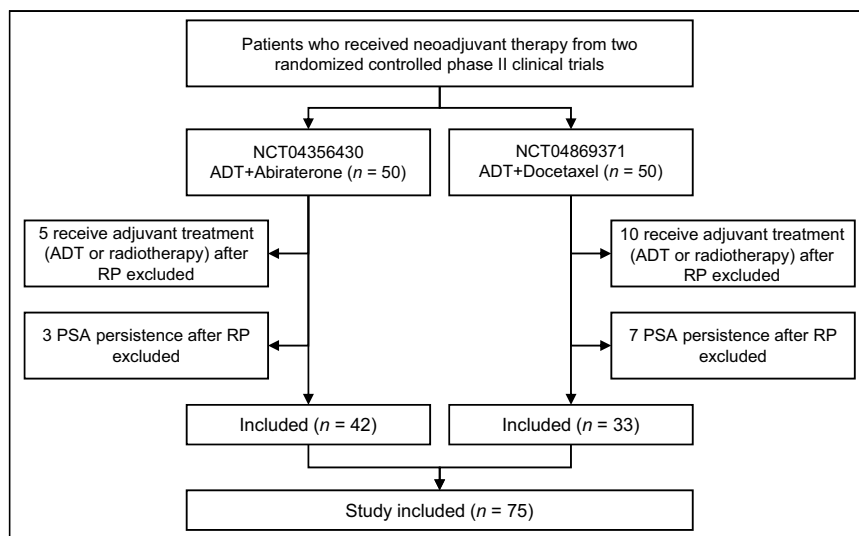 Patients who received neoadjuvant therapy from two
randomized controlled phase II clinical trials
NCT04356430
ADT+Abiraterone (n = 50)
NCT04869371
ADT+Docetaxel (n = 50)
5 receive adjuvant treatment
(ADT or radiotherapy) after
RP excluded
10 receive adjuvant treatment
(ADT or radiotherapy) after
RP excluded
3 PSA persistence after RP
excluded
7 PSA persistence after RP
excluded
Included (n = 42)
Included (n = 33)
Study included (n = 75)